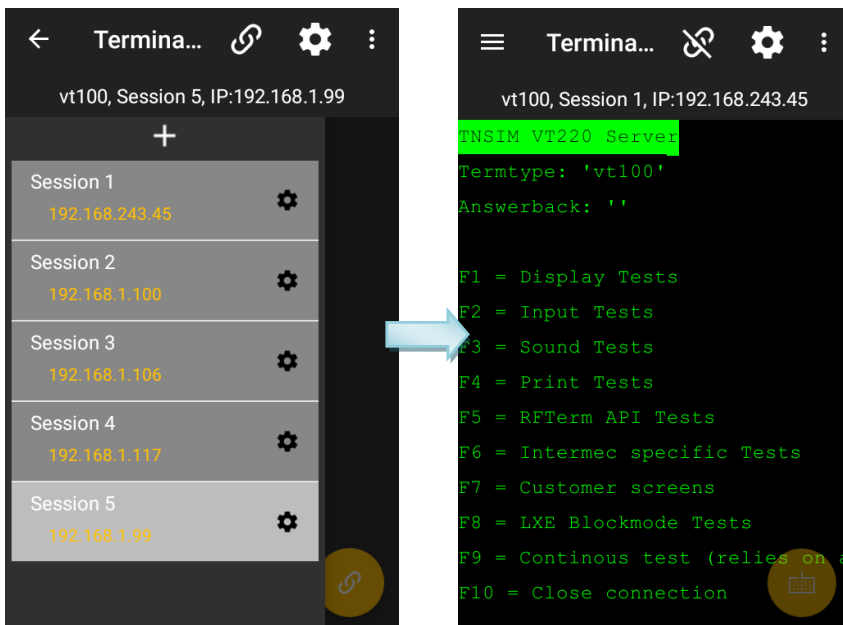 Termina...
vt100, Session 5, IP:192.168.1.99
+
Session 1
192.168.243.45
Session 2
192.168.1.100
Session 3
192.168.1.106
Session 4
192.168.1.117
Session 5
192.168.1.99
Termina...
vt100, Session 1, IP:192.168.243.45
TNSIM VT220 Server
Termtype: 'vt100'
Answerback: ''
F1 = Display Tests
F2 = Input Tests
F3 = Sound Tests
F4 = Print Tests
F5 = RFTerm API Tests
F6 = Intermec specific Tests
F7 = Customer screens
F8 = LXE Blockmode Tests
F9 = Continous test (relies on a
F10 = Close connection